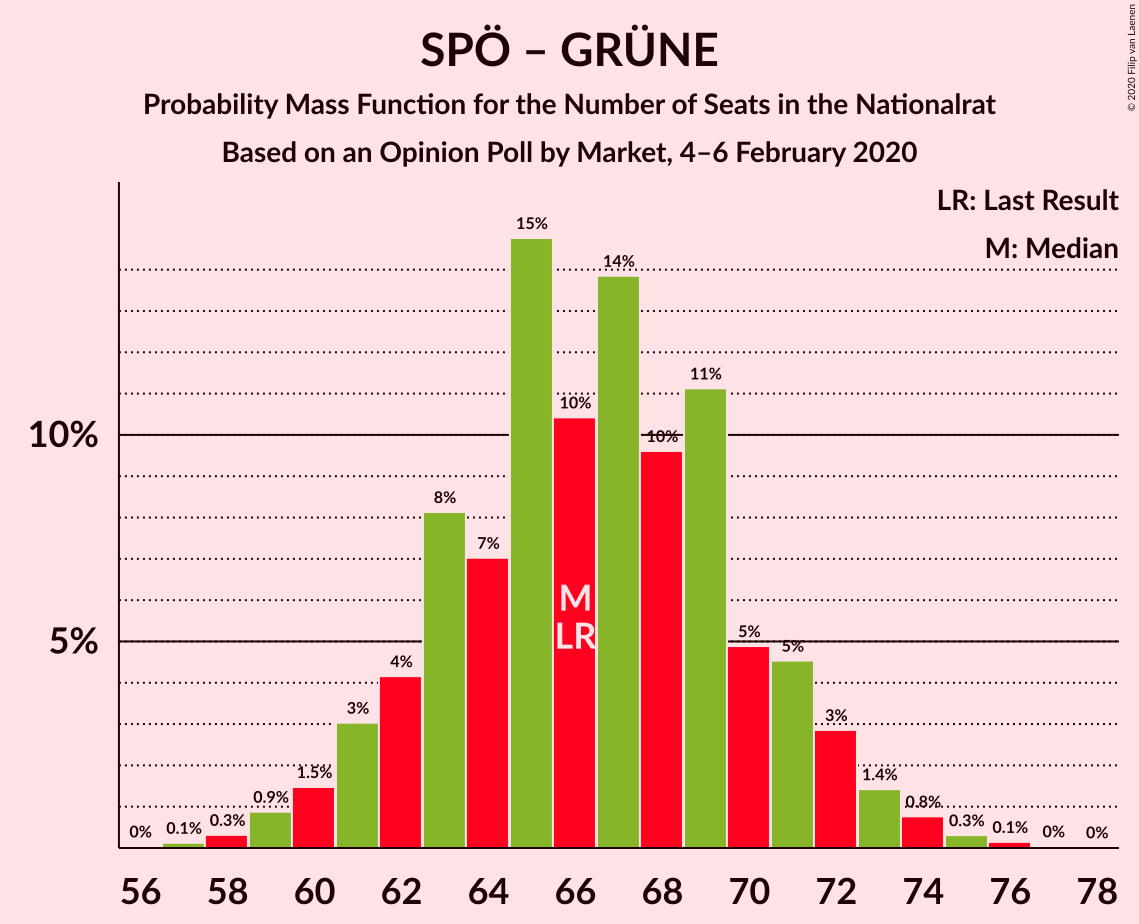 SPÖ – GRÜNE
Probability Mass Function for the Number of Seats in the Nationalrat
Based on an Opinion Poll by Market, 4–6 February 2020
© 2020 Filip van Laenen
LR: Last Result
M: Median
10%
5%
0%
0.1%
0.3%
0.9%
1.5%
3%
4%
8%
7%
15%
10%
14%
10%
11%
5%
5%
3%
1.4%
0.8%
0.3%
0.1%
0%
0%
M
LR
56 58 60 62 64 66 68 70 72 74 76 78